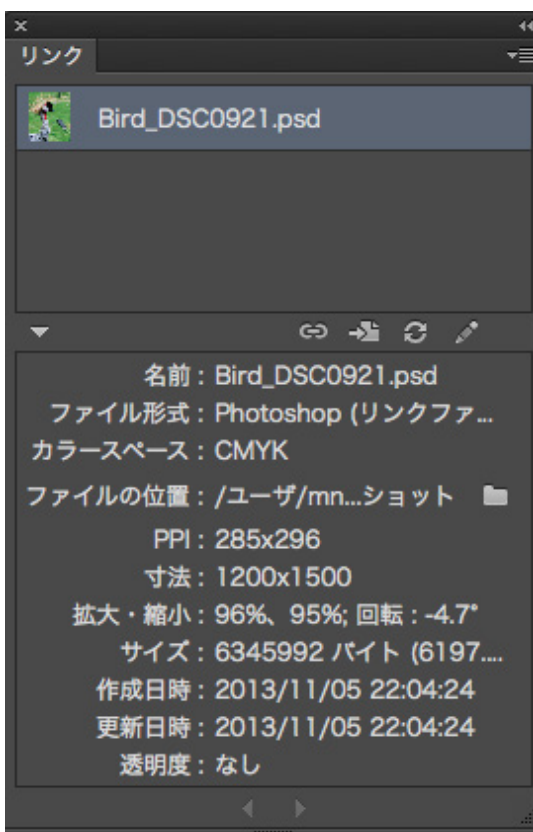 リンク
Bird_DSC0921.psd
名前 : Bird_DSC0921.psd
ファイル形式 : Photoshop (リンクファ...
カラースペース : CMYK
ファイルの位置 : /ユーザ/mn...ショット
PPI : 285x296
寸法 : 1200x1500
拡大・縮小 : 96%、95%; 回転 : -4.7°
サイズ : 6345992 バイト (6197....
作成日時 : 2013/11/05 22:04:24
更新日時 : 2013/11/05 22:04:24
透明度 : なし